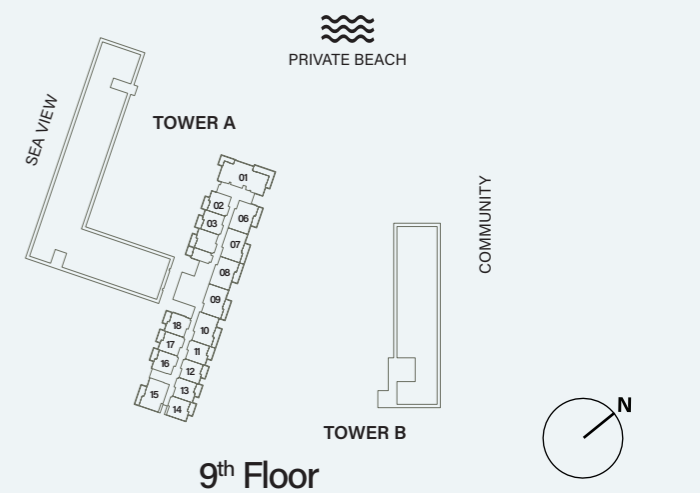 PRIVATE BEACH
SEA VIEW
TOWER A
01
02
03
06
07
08
09
18
10
17
11
16
12
15
13
14
COMMUNITY
TOWER B
N
9th Floor